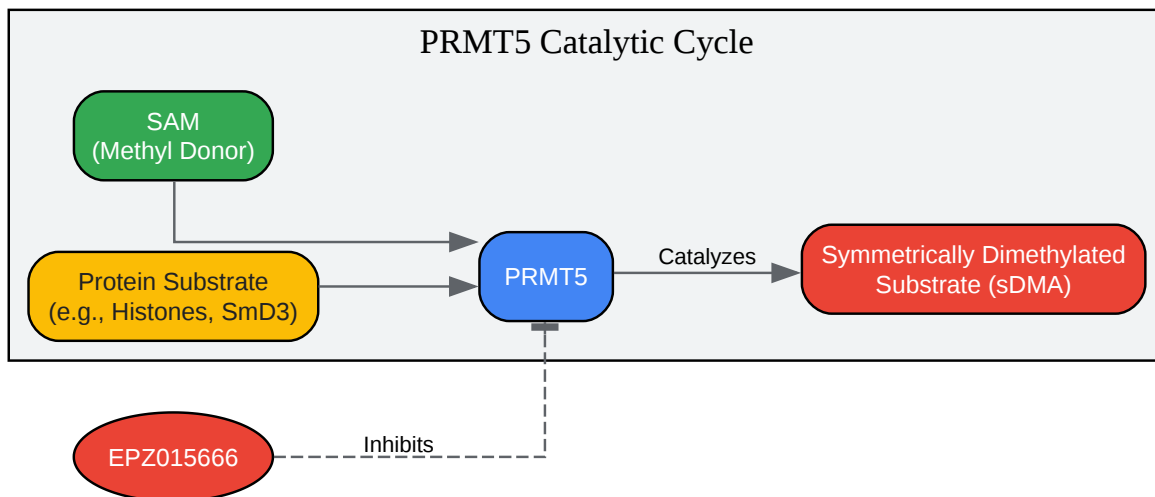 PRMT5 Catalytic Cycle
SAM
(Methyl Donor)
Protein Substrate
(e.g., Histones, SmD3)
PRMT5
Catalyzes
Symmetrically Dimethylated
Substrate (sDMA)
EPZ015666
Inhibits